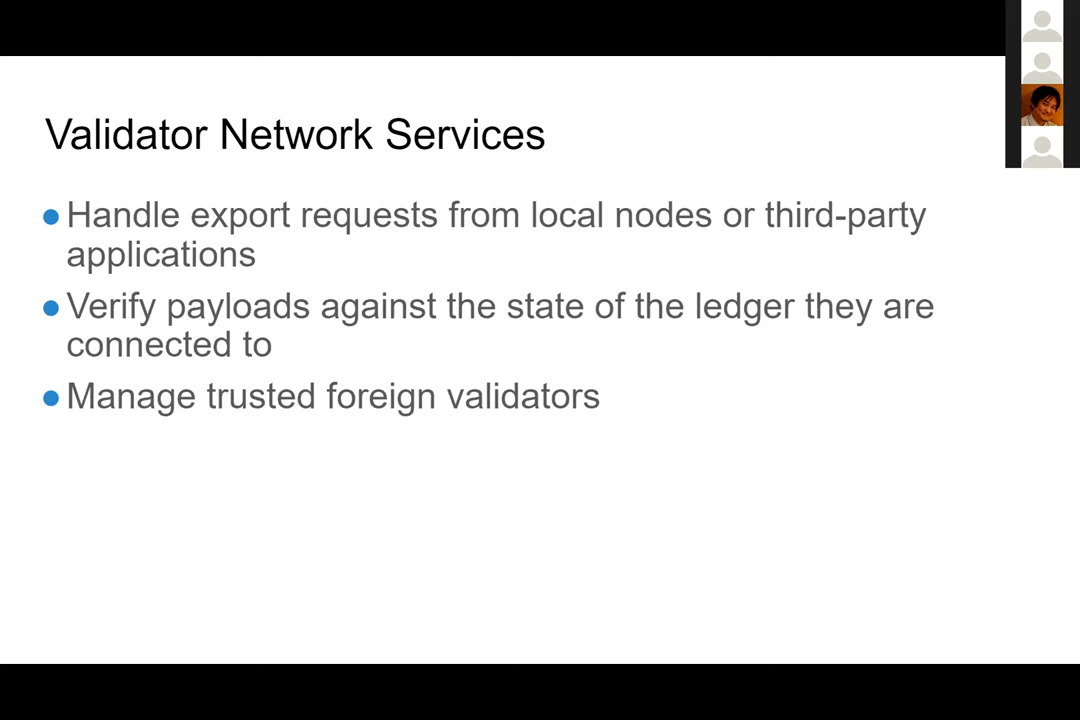 Validator Network Services
● Handle export requests from local nodes or third-party
applications
● Verify payloads against the state of the ledger they are
connected to
● Manage trusted foreign validators